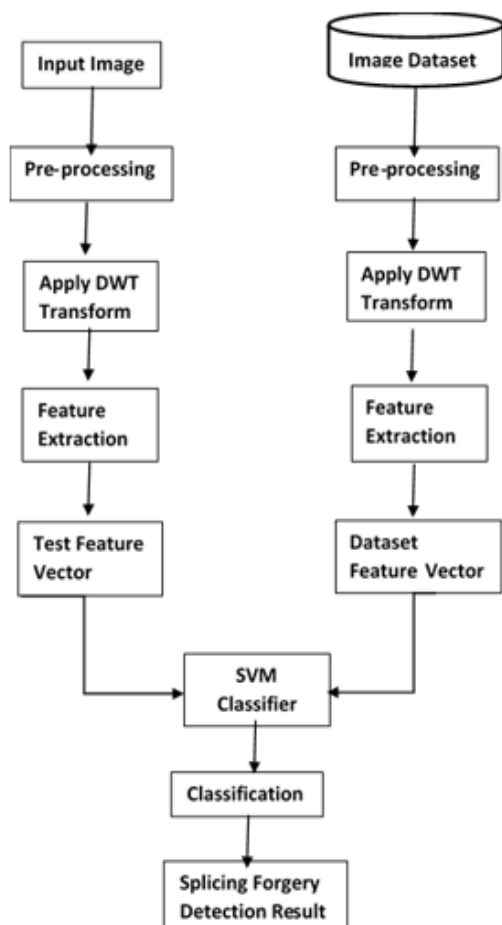 Input Image
Image Dataset
Pre-processing
Pre-processing
Apply DWT
Transform
Apply DWT
Transform
Feature
Extraction
Feature
Extraction
Test Feature
Vector
Dataset
Feature Vector
SVM
Classifier
Classification
Splicing Forgery
Detection Result